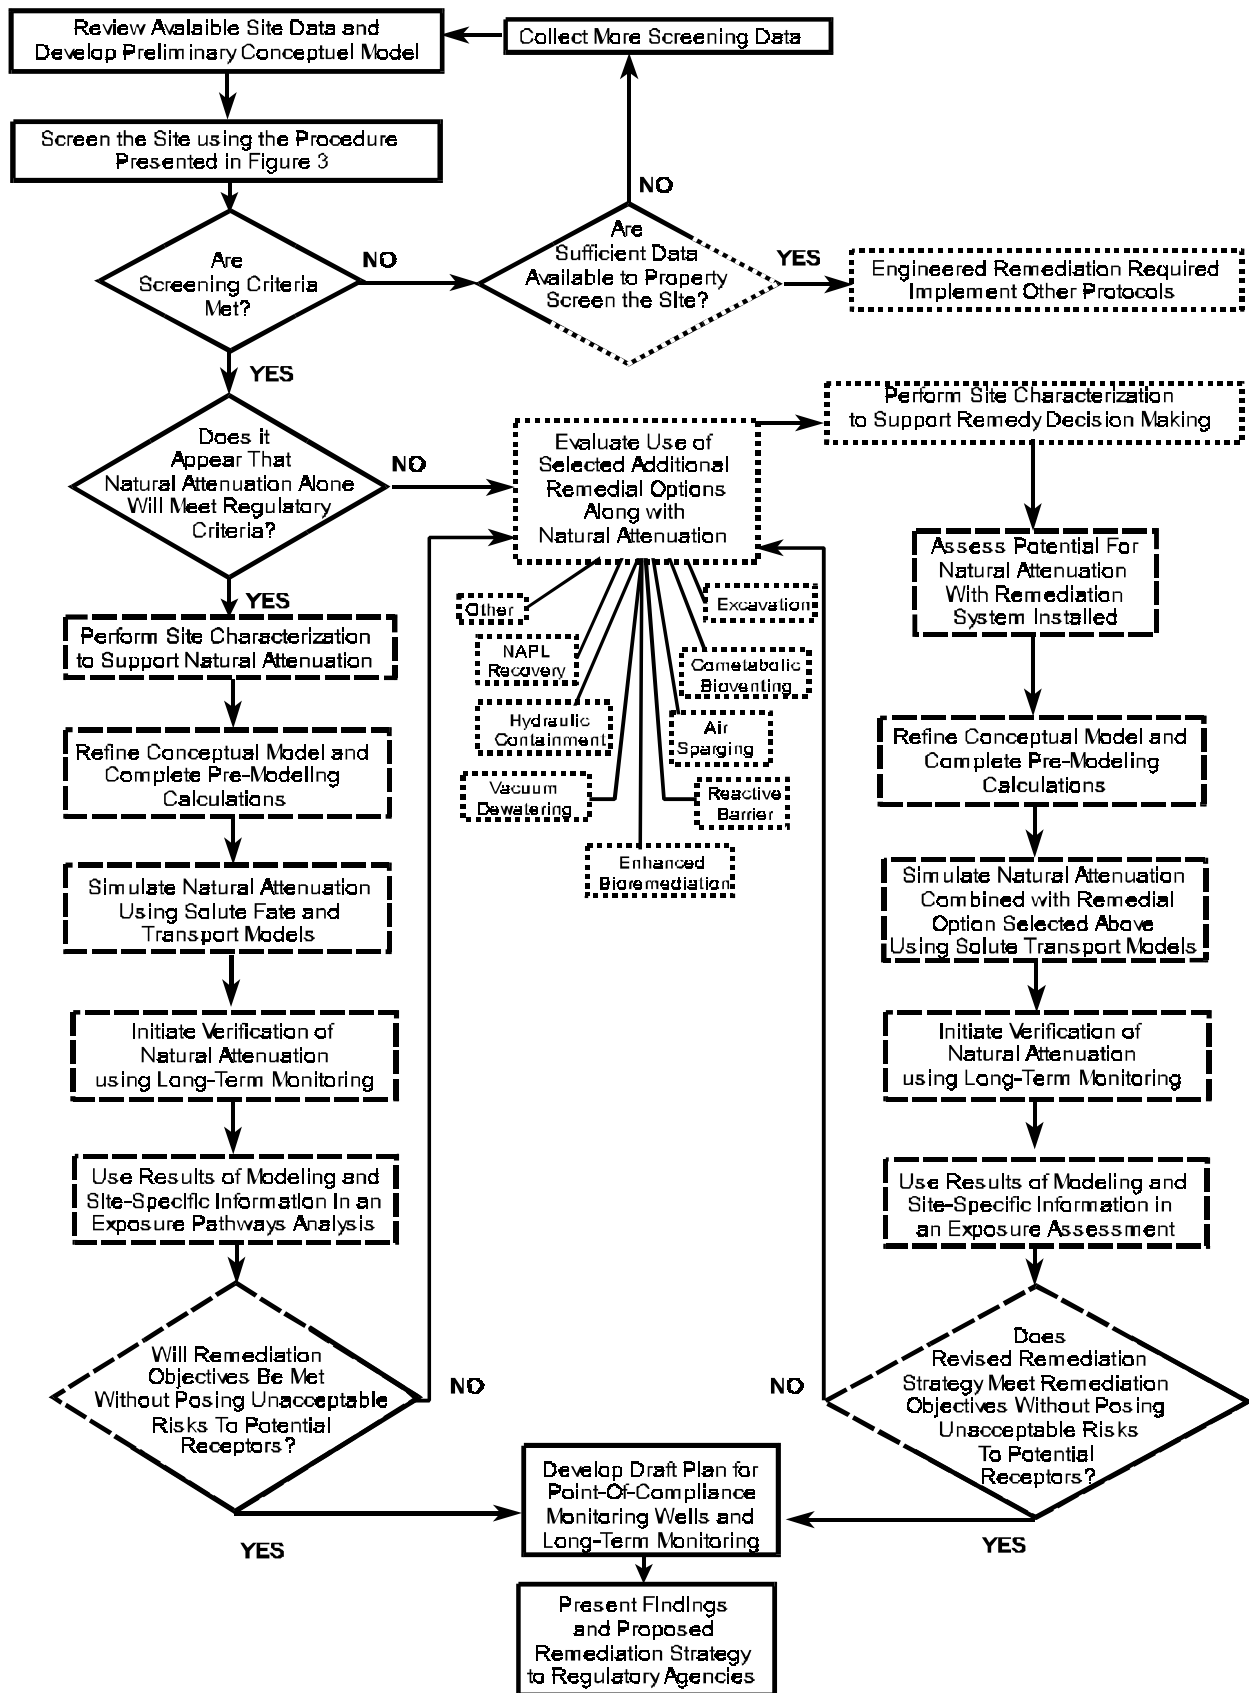 Review Avalaible Site Data and
Develop Preliminary Conceptuel Model
Collect More Screening Data
Screen the Site using the Procedure
Presented in Figure 3
NO
Are
Screening Criteria
Met?
NO
Are
Sufficient Data
Available to Property
Screen the Site?
YES
Engineered Remediation Required
Implement Other Protocols
YES
Does it
Appear That
Natural Attenuation Alone
Will Meet Regulatory
Criteria?
NO
Evaluate Use of
Selected Additional
Remedial Options
Along with
Natural Attenuation
Perform Site Characterization
to Support Remedy Decision Making
Assess Potential For
Natural Attenuation
With Remediation
System Installed
YES
Perform Site Characterization
to Support Natural Attenuation
Other
Excavation
NAPL
Recovery
Cometabolic
Bioventing
Hydraulic
Containment
Air
Sparging
Vacuum
Dewatering
Reactive
Barrier
Enhanced
Bioremediation
Refine Conceptual Model and
Complete Pre-Modeling
Calculations
Refine Conceptual Model and
Complete Pre-Modeling
Calculations
Simulate Natural Attenuation
Using Solute Fate and
Transport Models
Simulate Natural Attenuation
Combined with Remedial
Option Selected Above
Using Solute Transport Models
Initiate Verification of
Natural Attenuation
using Long-Term Monitoring
Initiate Verification of
Natural Attenuation
using Long-Term Monitoring
Use Results of Modeling and
Site-Specific Information In an
Exposure Pathways Analysis
Use Results of Modeling and
Site-Specific Information in
an Exposure Assessment
Will Remediation
Objectives Be Met
Without Posing Unacceptable
Risks To Potential
Receptors?
NO
NO
Does
Revised Remediation
Strategy Meet Remediation
Objectives Without Posing
Unacceptable Risks
To Potential
Receptors?
YES
Develop Draft Plan for
Point-Of-Compliance
Monitoring Wells and
Long-Term Monitoring
YES
Present Findings
and Proposed
Remediation Strategy
to Regulatory Agencies